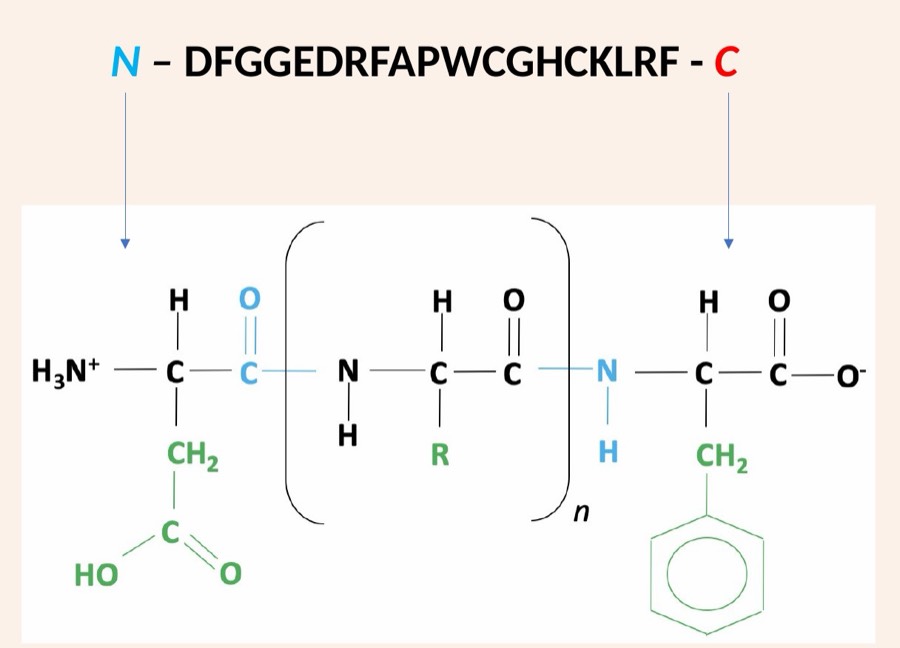 N – DFGGEDRFAPWCGHCKLRF - C
H O H O H O
H₃N⁺ C C N C C N C C O⁻
H
CH₂ R H CH₂
n
C
HO O